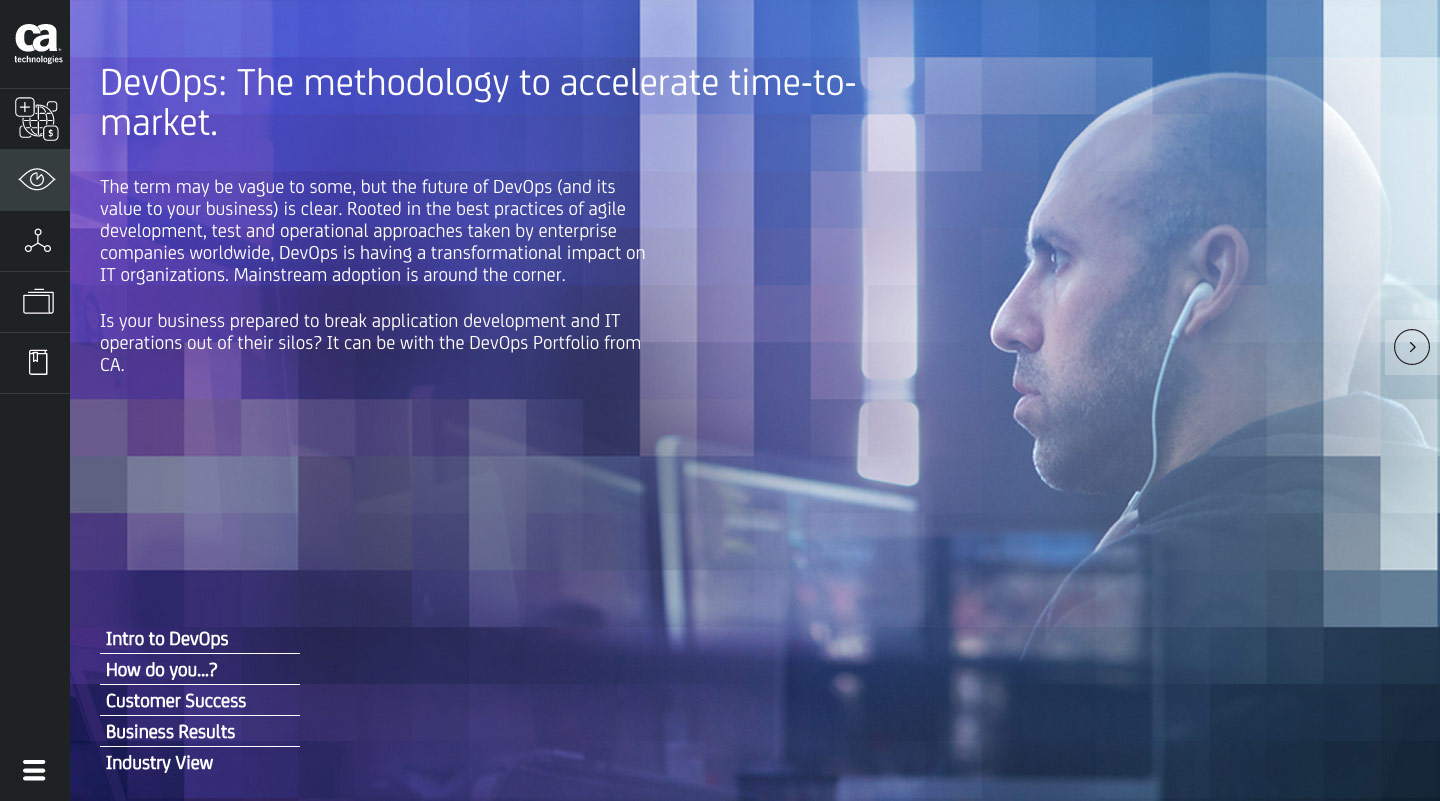 ca
technologies
DevOps: The methodology to accelerate time-to-
market.
The term may be vague to some, but the future of DevOps (and its
value to your business) is clear. Rooted in the best practices of agile
development, test and operational approaches taken by enterprise
companies worldwide, DevOps is having a transformational impact on
IT organizations. Mainstream adoption is around the corner.
Is your business prepared to break application development and IT
operations out of their silos? It can be with the DevOps Portfolio from
CA.
Intro to DevOps
How do you...?
Customer Success
Business Results
Industry View